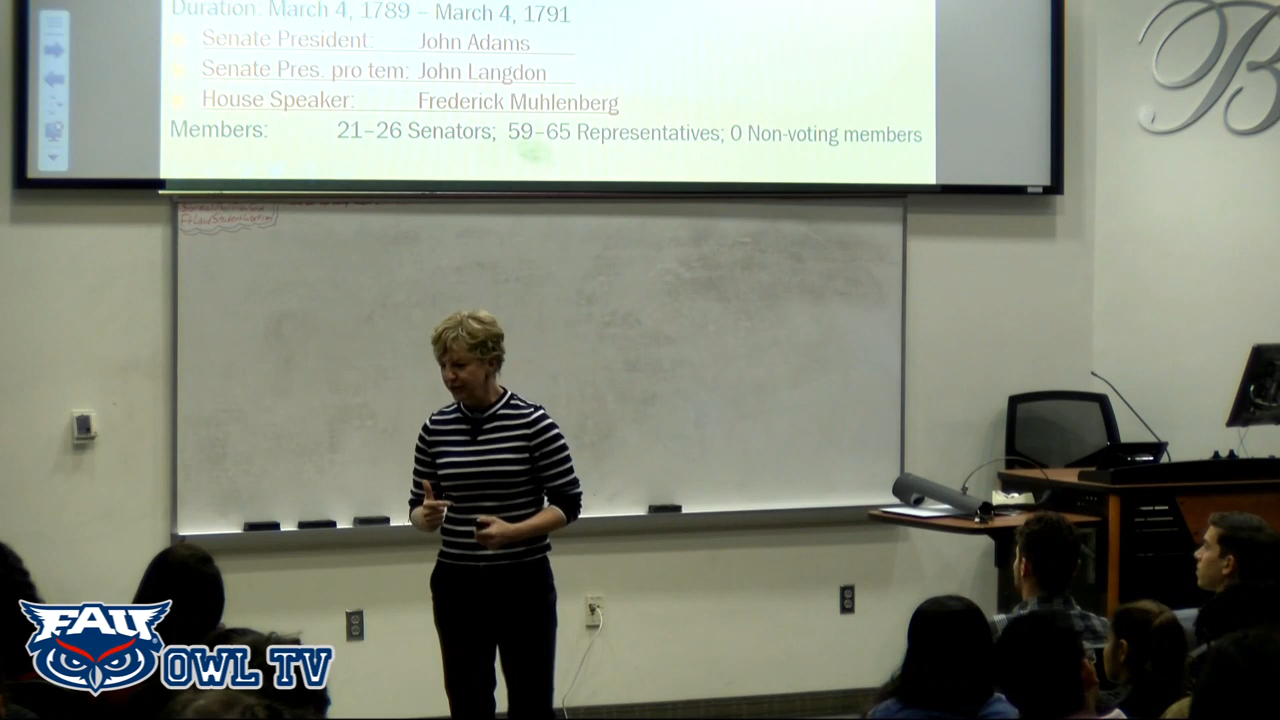 Duration: March 4, 1789 – March 4, 1791
Senate President: John Adams
Senate Pres. pro tem: John Langdon
House Speaker: Frederick Muhlenberg
Members: 21–26 Senators; 59–65 Representatives; 0 Non-voting members
B
FAU
OWL TV